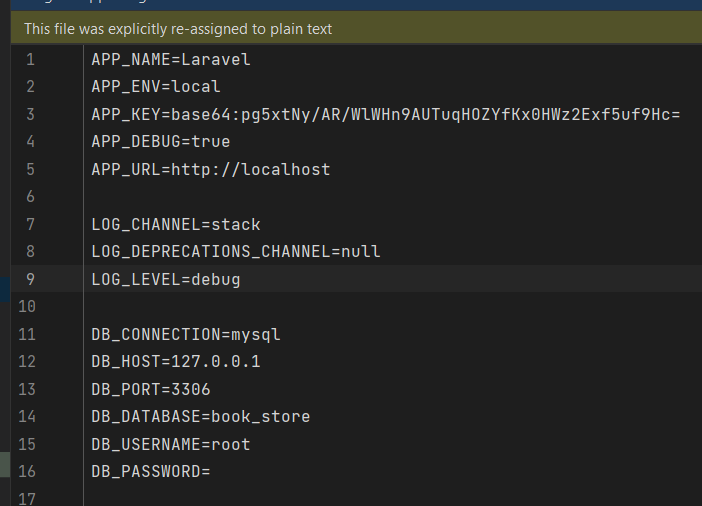 This file was explicitly re-assigned to plain text
1 APP_NAME=Laravel
2 APP_ENV=local
3 APP_KEY=base64:pg5xtNy/AR/WlWHn9AUTuqHOZYfKx0HWz2Exf5uf9Hc=
4 APP_DEBUG=true
5 APP_URL=http://localhost
6
7 LOG_CHANNEL=stack
8 LOG_DEPRECATIONS_CHANNEL=null
9 LOG_LEVEL=debug
10
11 DB_CONNECTION=mysql
12 DB_HOST=127.0.0.1
13 DB_PORT=3306
14 DB_DATABASE=book_store
15 DB_USERNAME=root
16 DB_PASSWORD=
17